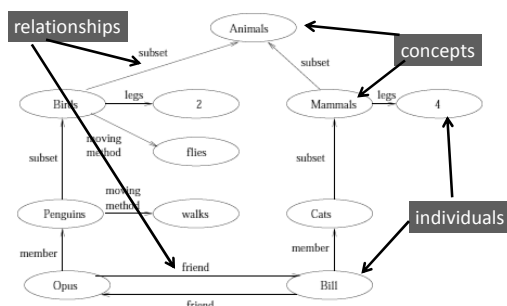 relationships
Animals
subset
subset
concepts
Birds
legs
2
Mammals
legs
4
moving
method
flies
subset
subset
moving
method
Penguins
walks
Cats
individuals
member
member
friend
Opus
Bill
friend